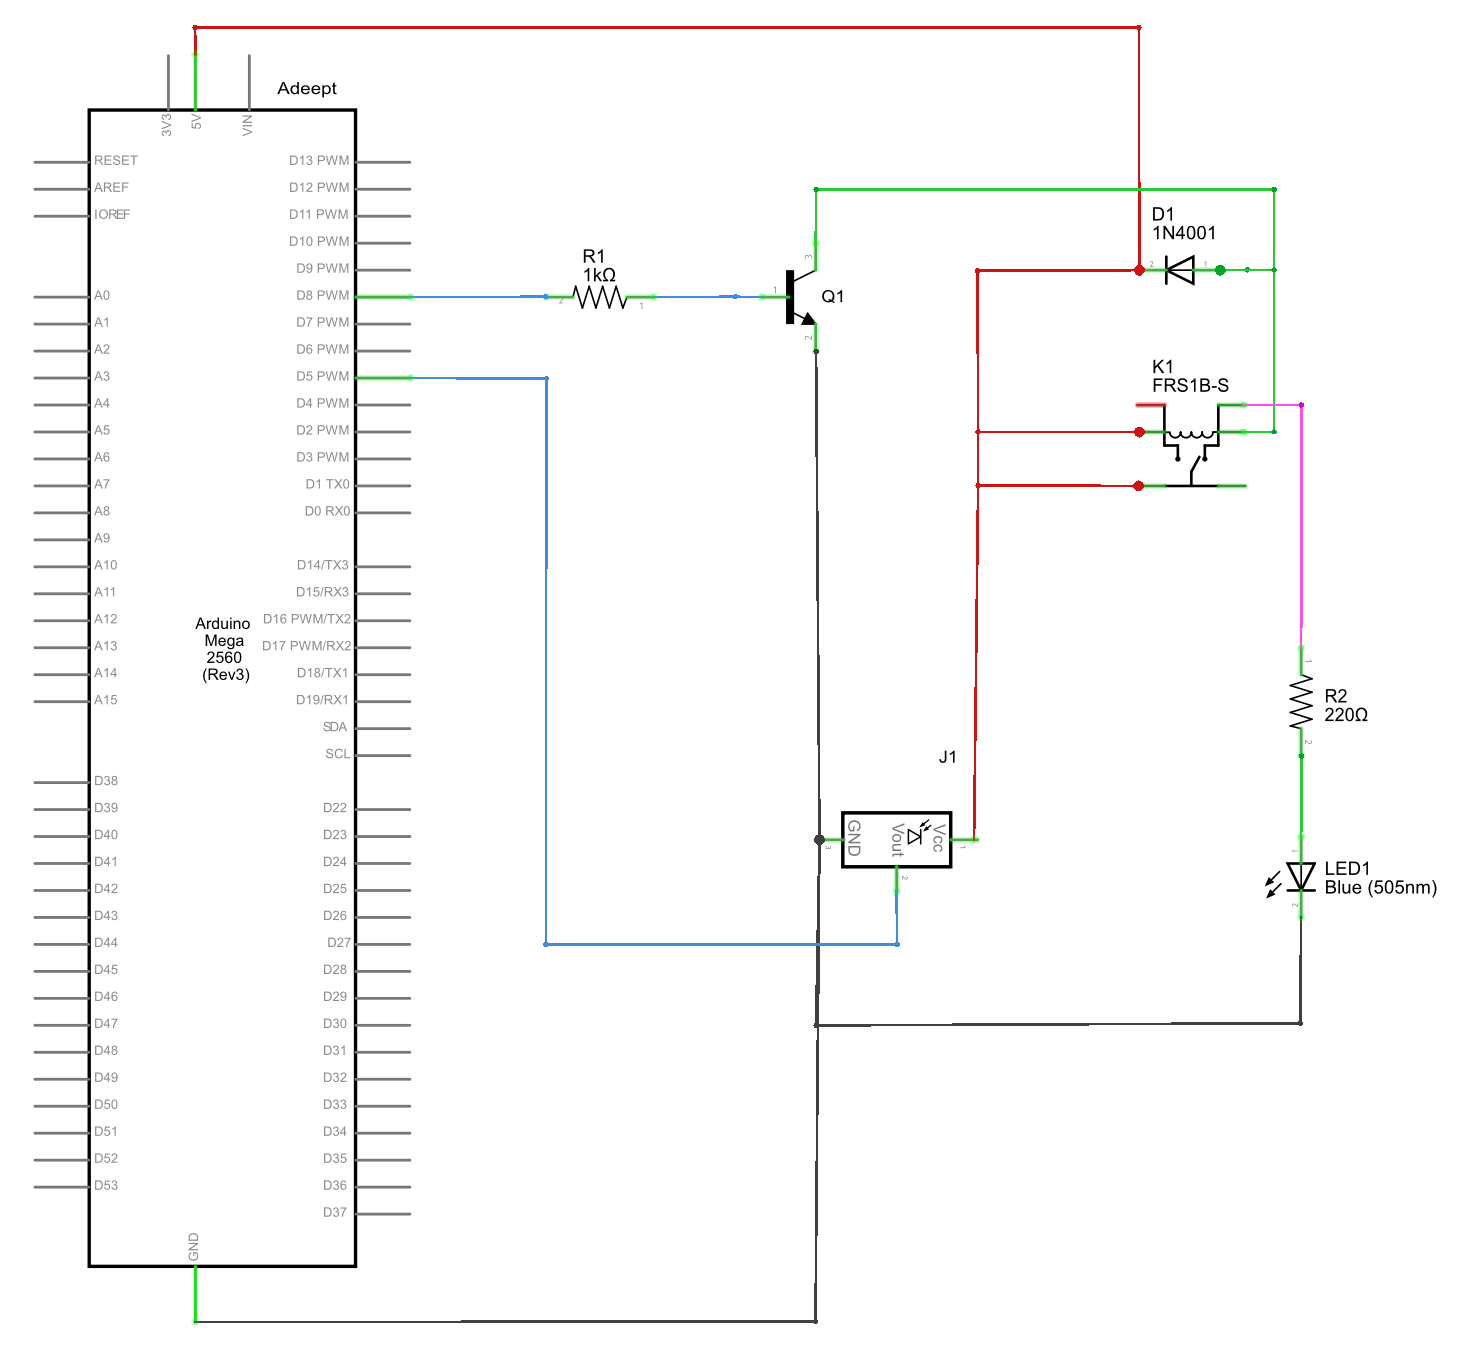 Adeept
3V3
5V
VIN
RESET
AREF
IOREF
A0
A1
A2
A3
A4
A5
A6
A7
A8
A9
A10
A11
A12
A13
A14
A15
D38
D39
D40
D41
D42
D43
D44
D45
D46
D47
D48
D49
D50
D51
D52
D53
Arduino
Mega
2560
(Rev3)
D13 PWM
D12 PWM
D11 PWM
D10 PWM
D9 PWM
D8 PWM
D7 PWM
D6 PWM
D5 PWM
D4 PWM
D2 PWM
D3 PWM
D1 TX0
D0 RX0
D14/TX3
D15/RX3
D16 PWM/TX2
D17 PWM/RX2
D18/TX1
D19/RX1
SDA
SCL
D22
D23
D24
D25
D26
D27
D28
D29
D30
D31
D32
D33
D34
D35
D36
D37
GND
R1
1kΩ
2
1
Q1
3
1
2
D1
1N4001
2
1
K1
FRS1B-S
J1
GND
Vout
Vcc
3
2
1
R2
220Ω
1
2
LED1
Blue (505nm)
1
2